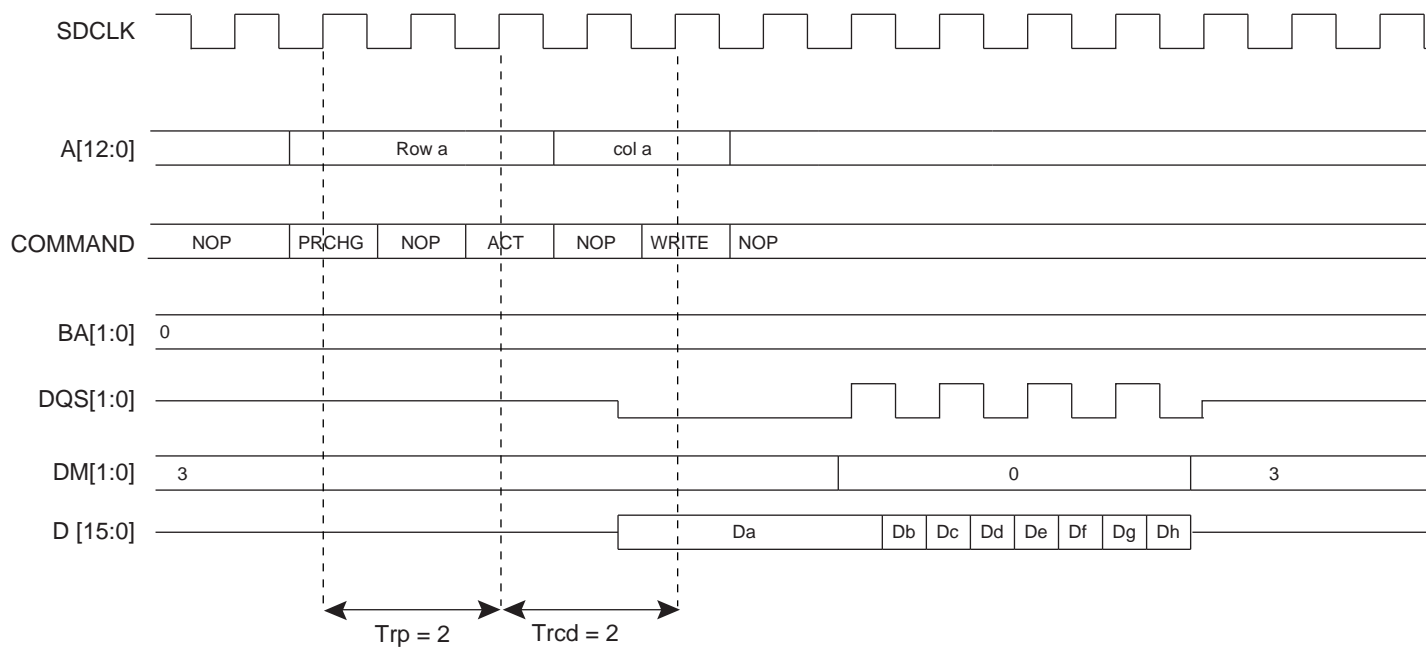 SDCLK
A[12:0] Row a col a
COMMAND NOP PRCHG NOP ACT NOP WRITE NOP
BA[1:0] 0
DQS[1:0]
DM[1:0] 3 0 3
D [15:0] Da Db Dc Dd De Df Dg Dh
Trp = 2 Trcd = 2